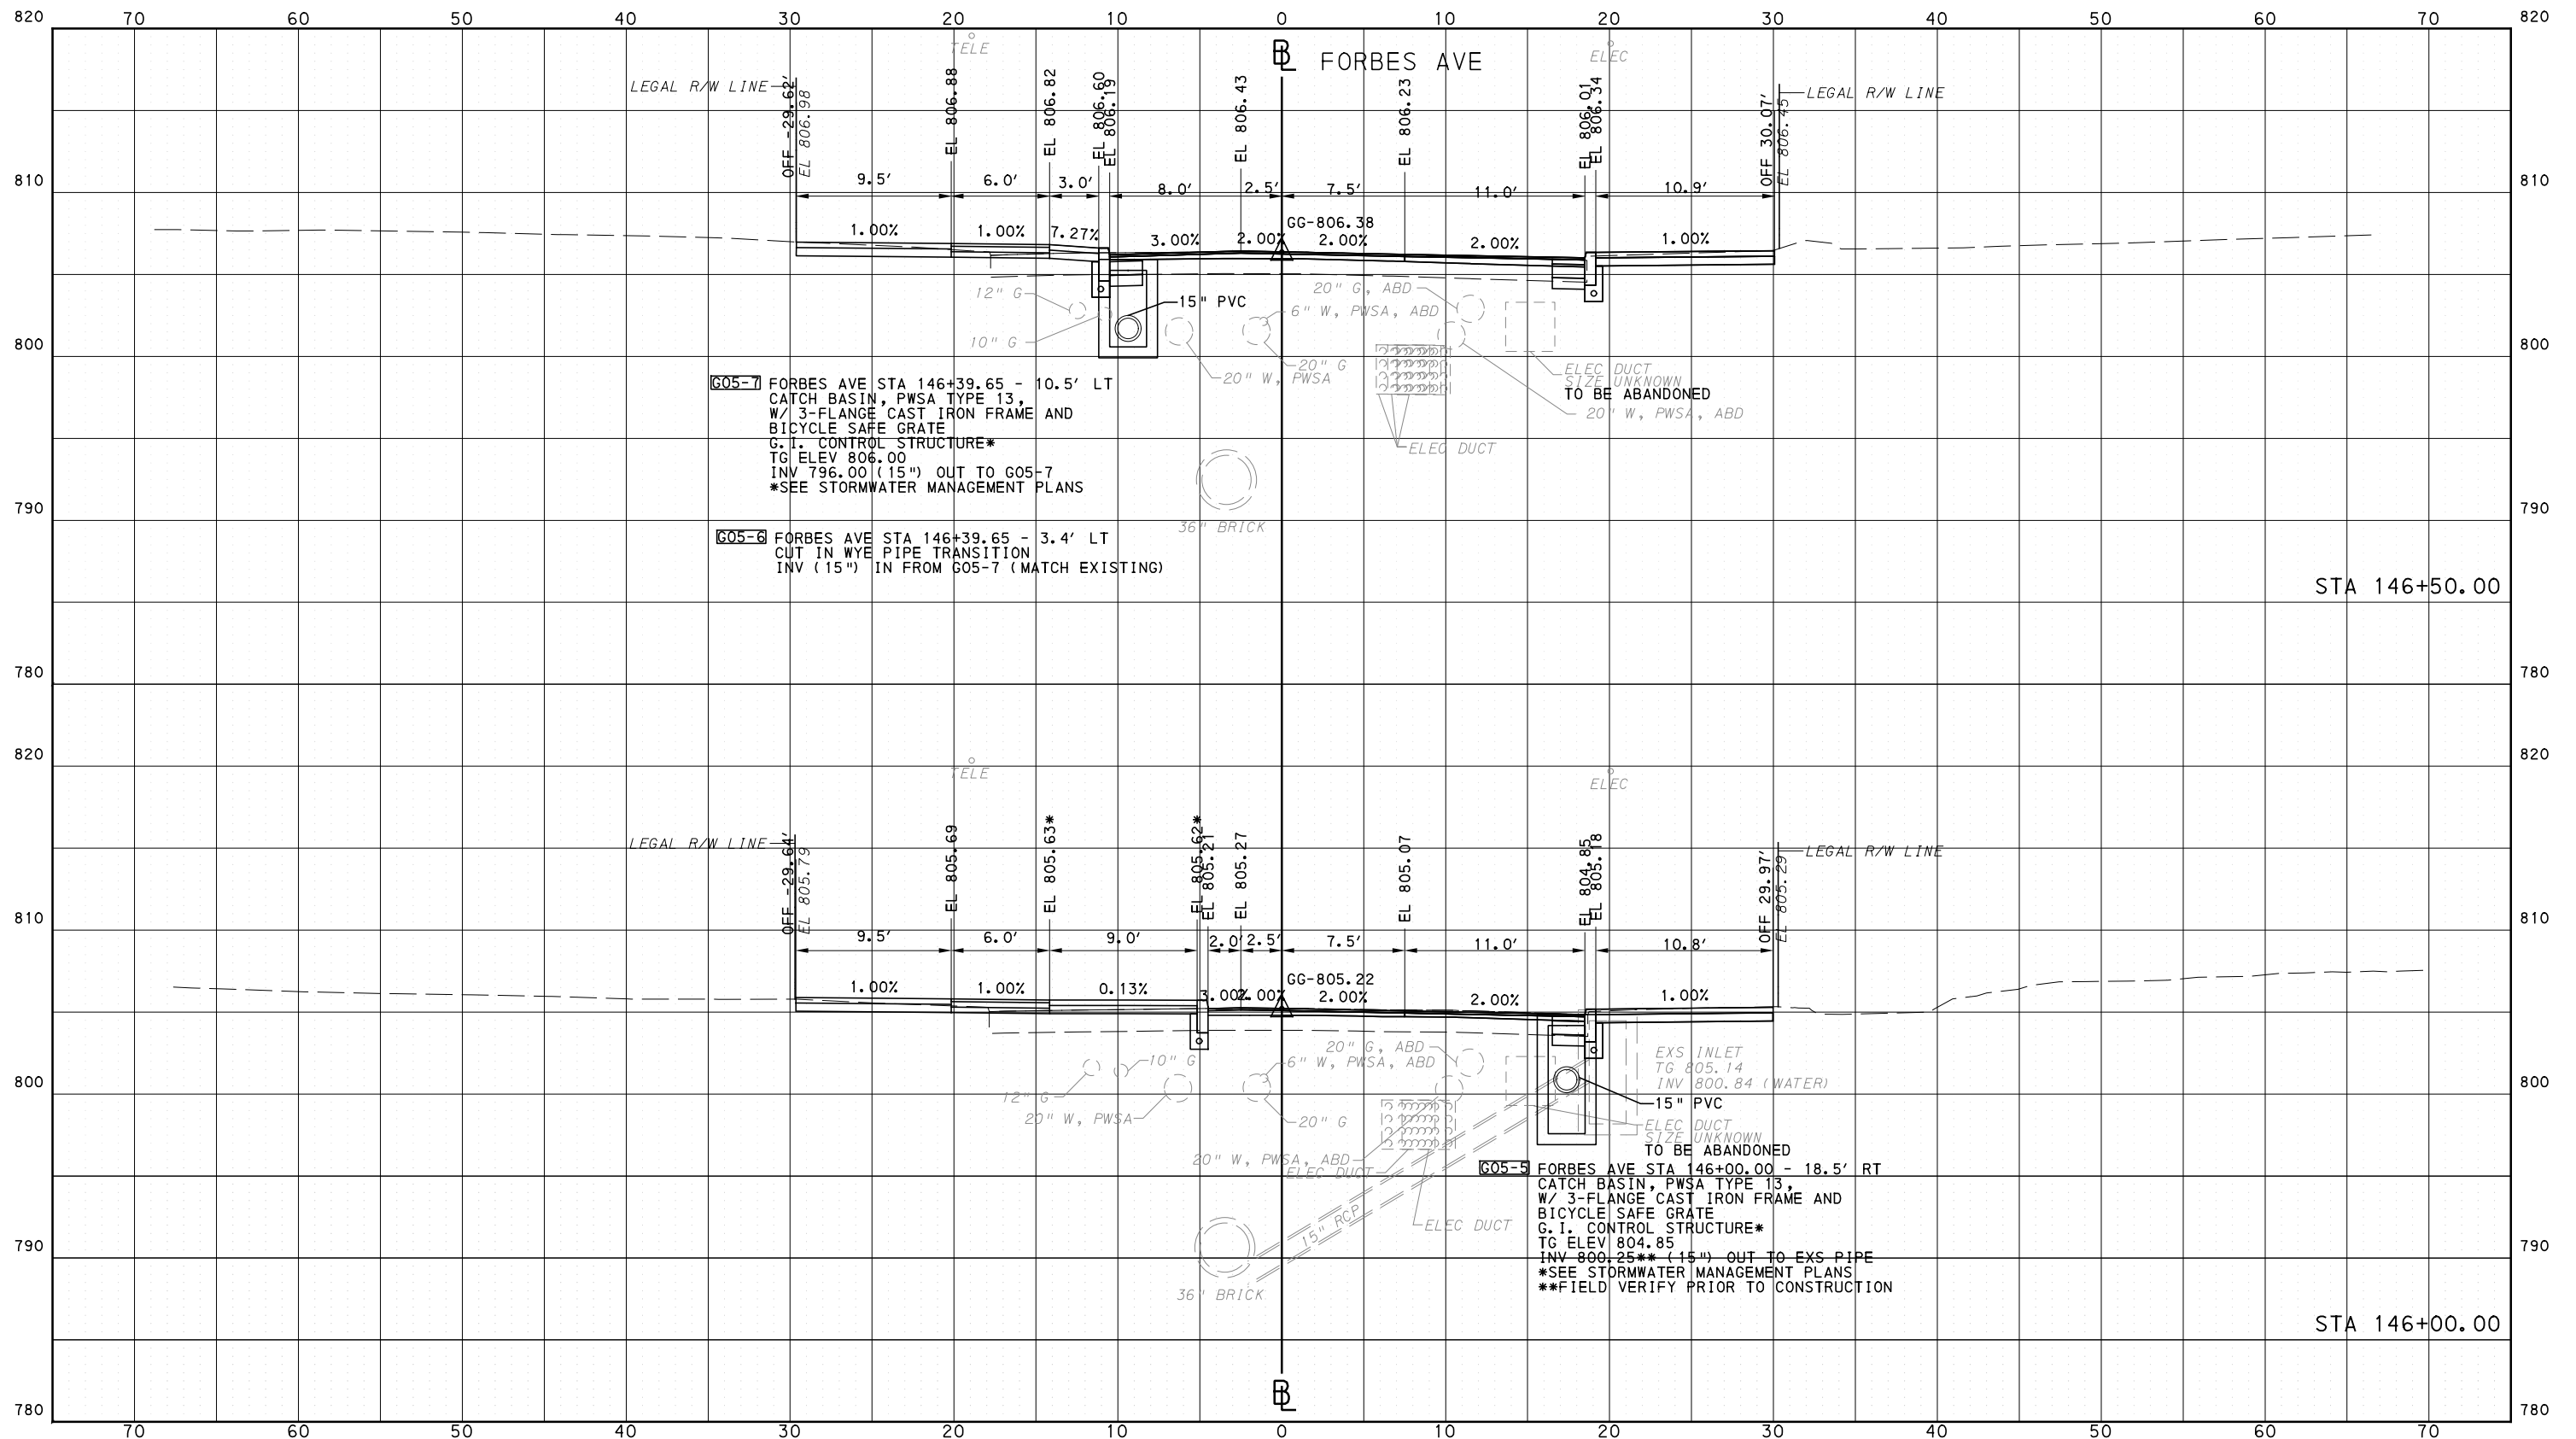 820 70 60 50 40 30 20 10 0 10 20 30 40 50 60 70 820
TELE
BL FORBES AVE
ELEC
LEGAL R/W LINE
OFF -29.62'
EL 806.98
EL 806.88
EL 806.82
EL 806.60
EL 806.19
EL 806.43
EL 806.23
EL 806.01
EL 806.34
OFF 30.07'
EL 806.45
LEGAL R/W LINE
810 810
9.5' 6.0' 3.0' 8.0' 2.5' 7.5' 11.0' 10.9'
GG-806.38
1.00% 1.00% 7.27% 3.00% 2.00% 2.00% 2.00% 1.00%
12" G
10" G
15" PVC
20" W, PWSA
20" G
6" W, PWSA, ABD
20" G, ABD
ELEC DUCT
SIZE UNKNOWN
TO BE ABANDONED
20" W, PWSA, ABD
ELEC DUCT
800 800
G05-7 FORBES AVE STA 146+39.65 - 10.5' LT
CATCH BASIN, PWSA TYPE 13,
W/ 3-FLANGE CAST IRON FRAME AND
BICYCLE SAFE GRATE
G.I. CONTROL STRUCTURE*
TG ELEV 806.00
INV 796.00 (15") OUT TO G05-7
*SEE STORMWATER MANAGEMENT PLANS
790 790
36" BRICK
G05-6 FORBES AVE STA 146+39.65 - 3.4' LT
CUT IN WYE PIPE TRANSITION
INV (15") IN FROM G05-7 (MATCH EXISTING)
STA 146+50.00
780 780
820 820
TELE
ELEC
LEGAL R/W LINE
OFF -29.64'
EL 805.79
EL 805.69
EL 805.63*
EL 805.62*
EL 805.21
EL 805.27
EL 805.07
EL 804.85
EL 805.18
OFF 29.97'
EL 805.29
LEGAL R/W LINE
810 810
9.5' 6.0' 9.0' 2.0' 2.5' 7.5' 11.0' 10.8'
GG-805.22
1.00% 1.00% 0.13% 3.00% 2.00% 2.00% 2.00% 1.00%
10" G
12" G
20" W, PWSA
20" G, ABD
6" W, PWSA, ABD
20" G
EXS INLET
TG 805.14
INV 800.84 (WATER)
15" PVC
ELEC DUCT
SIZE UNKNOWN
TO BE ABANDONED
800 800
20" W, PWSA, ABD
ELEC DUCT
15" RCP
ELEC DUCT
G05-5 FORBES AVE STA 146+00.00 - 18.5' RT
CATCH BASIN, PWSA TYPE 13,
W/ 3-FLANGE CAST IRON FRAME AND
BICYCLE SAFE GRATE
G.I. CONTROL STRUCTURE*
TG ELEV 804.85
INV 800.25** (15") OUT TO EXS PIPE
*SEE STORMWATER MANAGEMENT PLANS
**FIELD VERIFY PRIOR TO CONSTRUCTION
790 790
36" BRICK
STA 146+00.00
BL
780 780
70 60 50 40 30 20 10 0 10 20 30 40 50 60 70